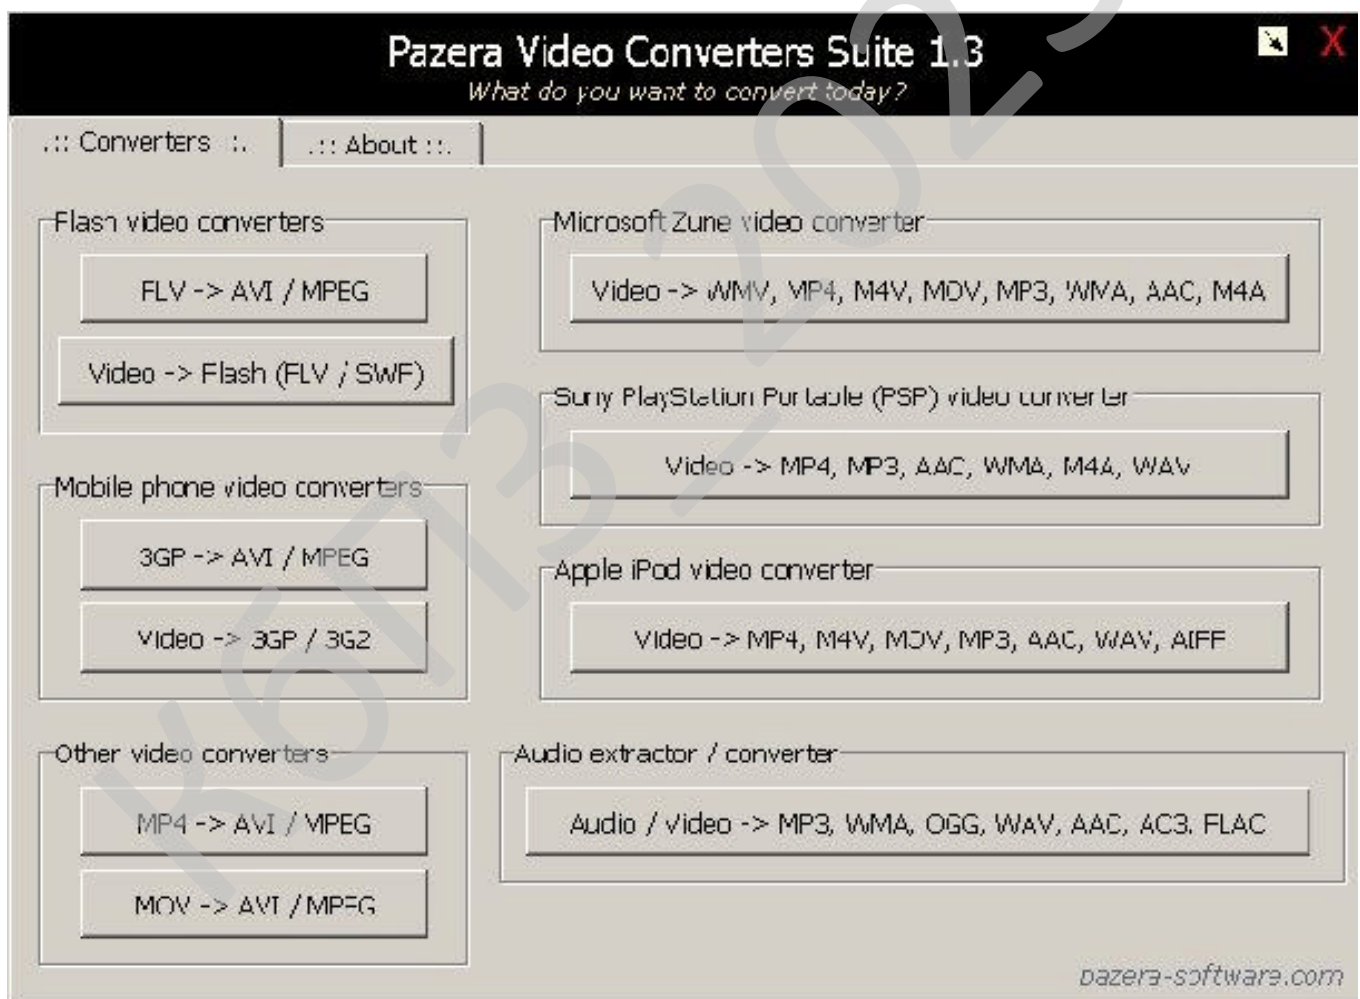 Pazera Video Converters Suite 1.3
What do you want to convert today?
X
.:: Converters ::.
.:: About ::.
Flash video converters
FLV -> AVI / MPEG
Video -> Flash (FLV / SWF)
Mobile phone video converters
3GP -> AVI / MPEG
Video -> 3GP / 3G2
Other video converters
MP4 -> AVI / MPEG
MOV -> AVI / MPEG
Microsoft Zune video converter
Video -> WMV, MP4, M4V, MOV, MP3, WMA, AAC, M4A
Sony PlayStation Portable (PSP) video converter
Video -> MP4, MP3, AAC, WMA, M4A, WAV
Apple iPod video converter
Video -> MP4, M4V, MOV, MP3, AAC, WAV, AIFF
Audio extractor / converter
Audio / Video -> MP3, WMA, OGG, WAV, AAC, AC3, FLAC
pazera-software.com